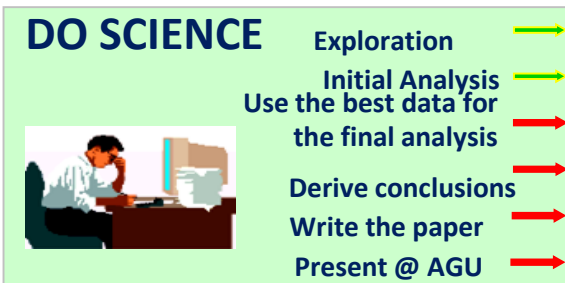 DO SCIENCE
Exploration
Initial Analysis
Use the best data for
the final analysis
Derive conclusions
Write the paper
Present @ AGU